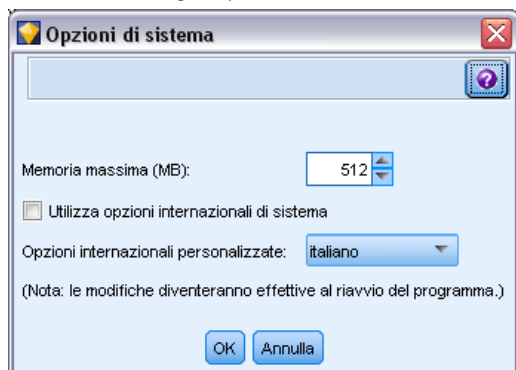 Opzioni di sistema
Memoria massima (MB): 512
Utilizza opzioni internazionali di sistema
Opzioni internazionali personalizzate: italiano
(Nota: le modifiche diventeranno effettive al riavvio del programma.)
OK Annulla